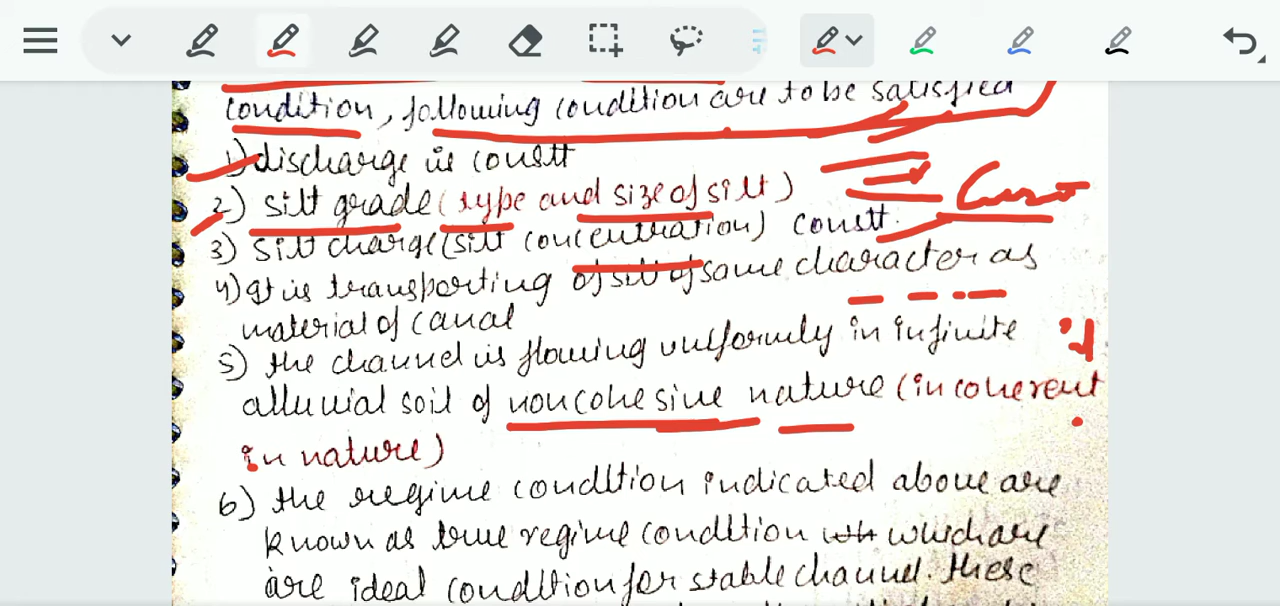 condition, following condition are to be satisfied
1) discharge is constt
2) silt grade (type and size of silt)
3) silt charge (silt concentration) constt. Const
4) It is transporting of silt of same character as
material of canal
5) the channel is flowing uniformly in infinite
alluvial soil of noncohesive nature (incoherent
in nature)
6) the regime condition indicated above are
known as true regime condition which are
are ideal condition for stable channel. These